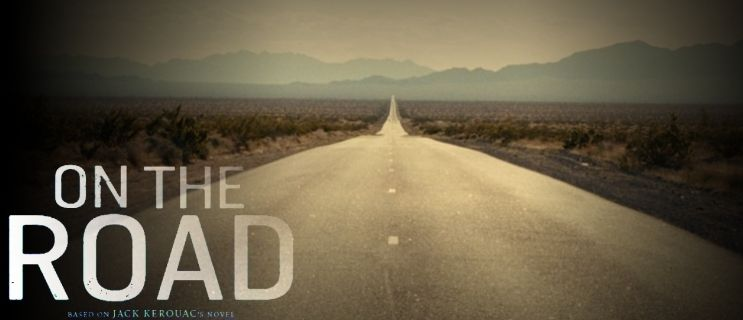 ON THE
ROAD
BASED ON JACK KEROUAC'S NOVEL